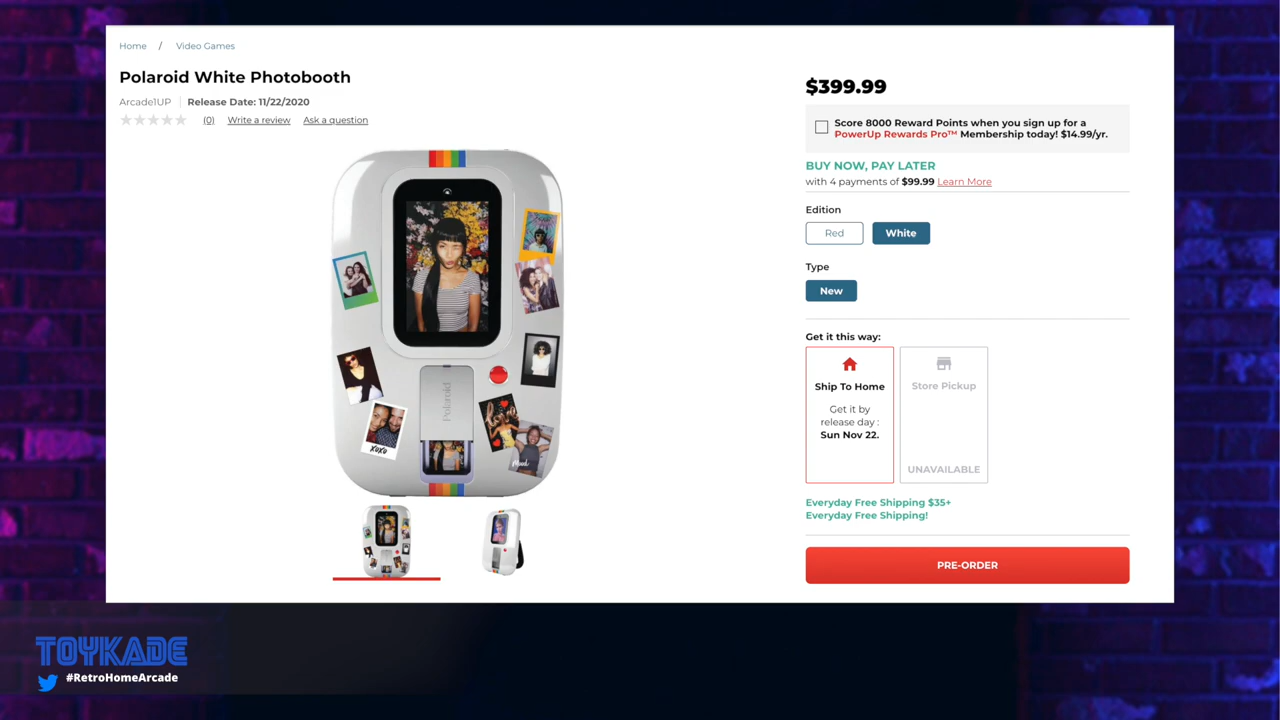 Home / Video Games
Polaroid White Photobooth
Arcade1UP Release Date: 11/22/2020
(0) Write a review Ask a question
Polaroid
xoxo
$399.99
Score 8000 Reward Points when you sign up for a
PowerUp Rewards Pro™ Membership today! $14.99/yr.
BUY NOW, PAY LATER
with 4 payments of $99.99 Learn More
Edition
Red White
Type
New
Get it this way:
Ship To Home
Get it by
release day :
Sun Nov 22.
Store Pickup
UNAVAILABLE
Everyday Free Shipping $35+
Everyday Free Shipping!
PRE-ORDER
TOYKADE
#RetroHomeArcade